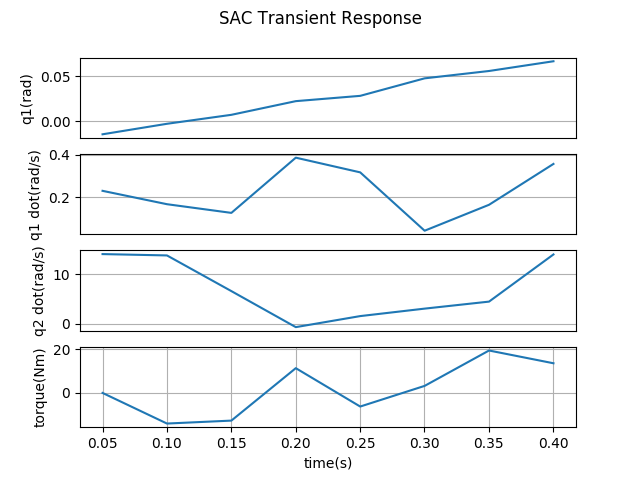 SAC Transient Response
q1(rad)
0.05
0.00
q1 dot(rad/s)
0.4
0.2
q2 dot(rad/s)
10
0
torque(Nm)
20
0
0.05 0.10 0.15 0.20 0.25 0.30 0.35 0.40
time(s)